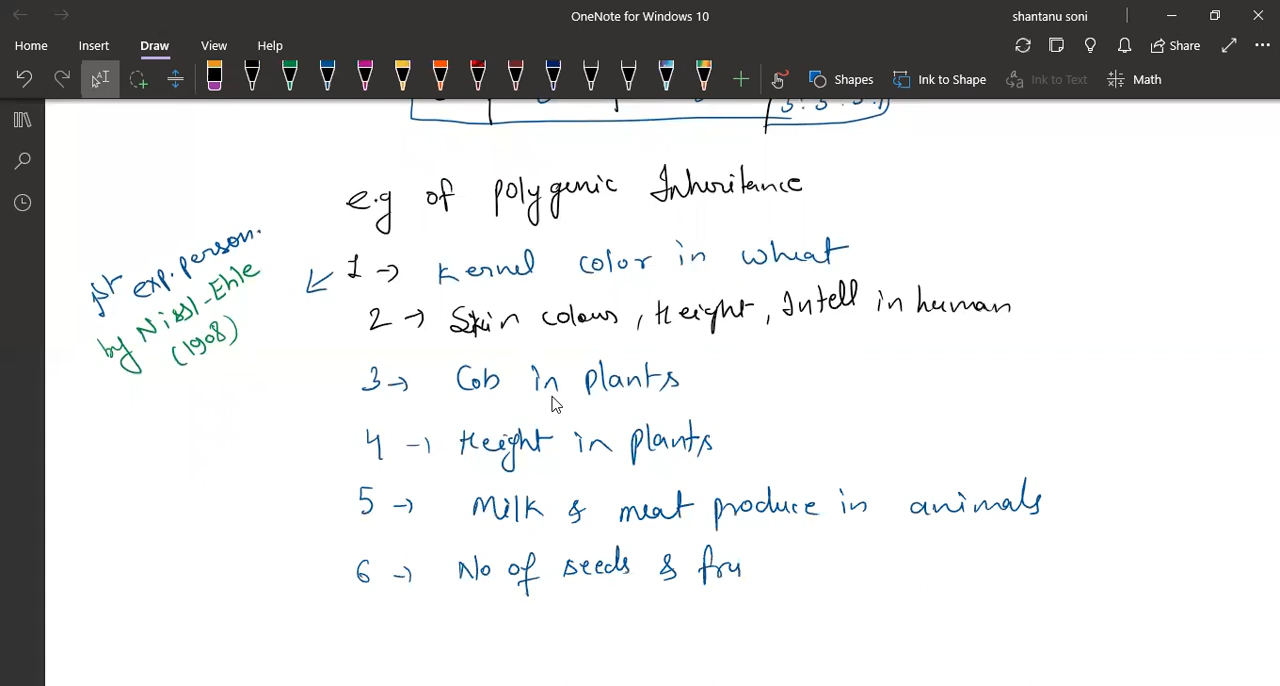 OneNote for Windows 10
shantanu soni
Home Insert Draw View Help
Share
Shapes Ink to Shape Ink to Text Math
e.g of polygenic Inheritance
1 → Kernel color in wheat
1st exp. person.
by Nissl-Ehle
(1908)
2 → Skin colour, Height, Intell in human
3 → Cob in plants
4 → Height in plants
5 → Milk & meat produce in animals
6 → No of seeds & fru